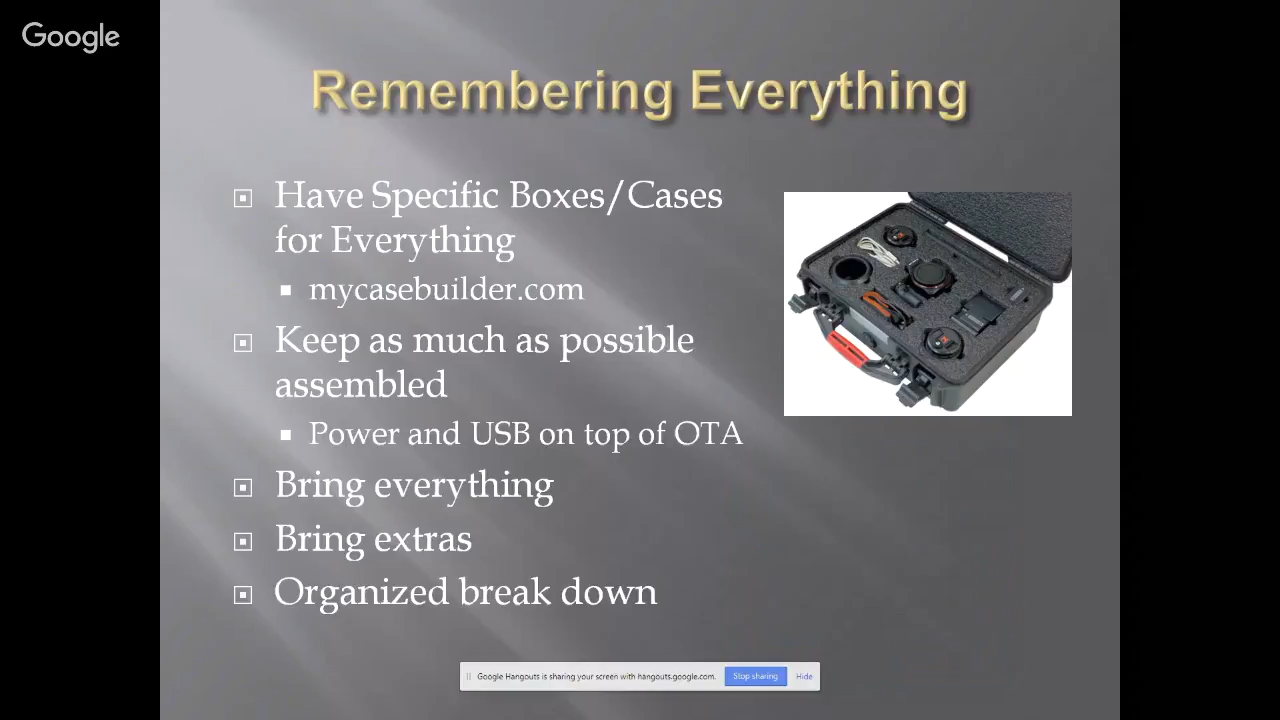 Google
Remembering Everything
Have Specific Boxes/Cases
for Everything
mycasebuilder.com
Keep as much as possible
assembled
Power and USB on top of OTA
Bring everything
Bring extras
Organized break down
Google Hangouts is sharing your screen with hangouts.google.com. Stop sharing Hide